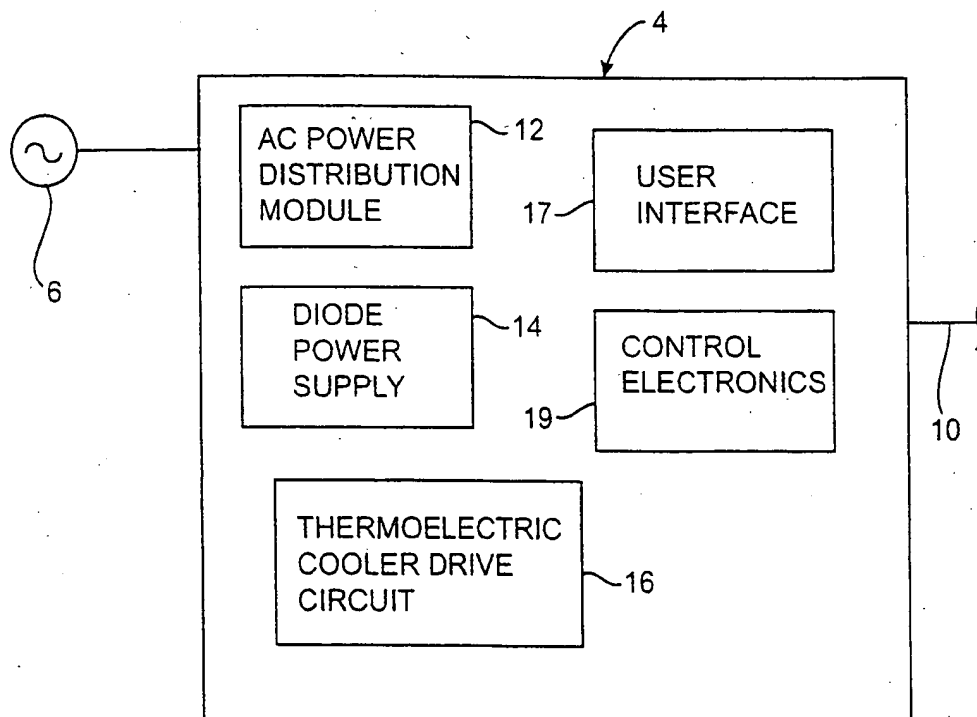 4
AC POWER
DISTRIBUTION
MODULE
12
USER
INTERFACE
17
6
DIODE
POWER
SUPPLY
14
CONTROL
ELECTRONICS
19
10
THERMOELECTRIC
COOLER DRIVE
CIRCUIT
16